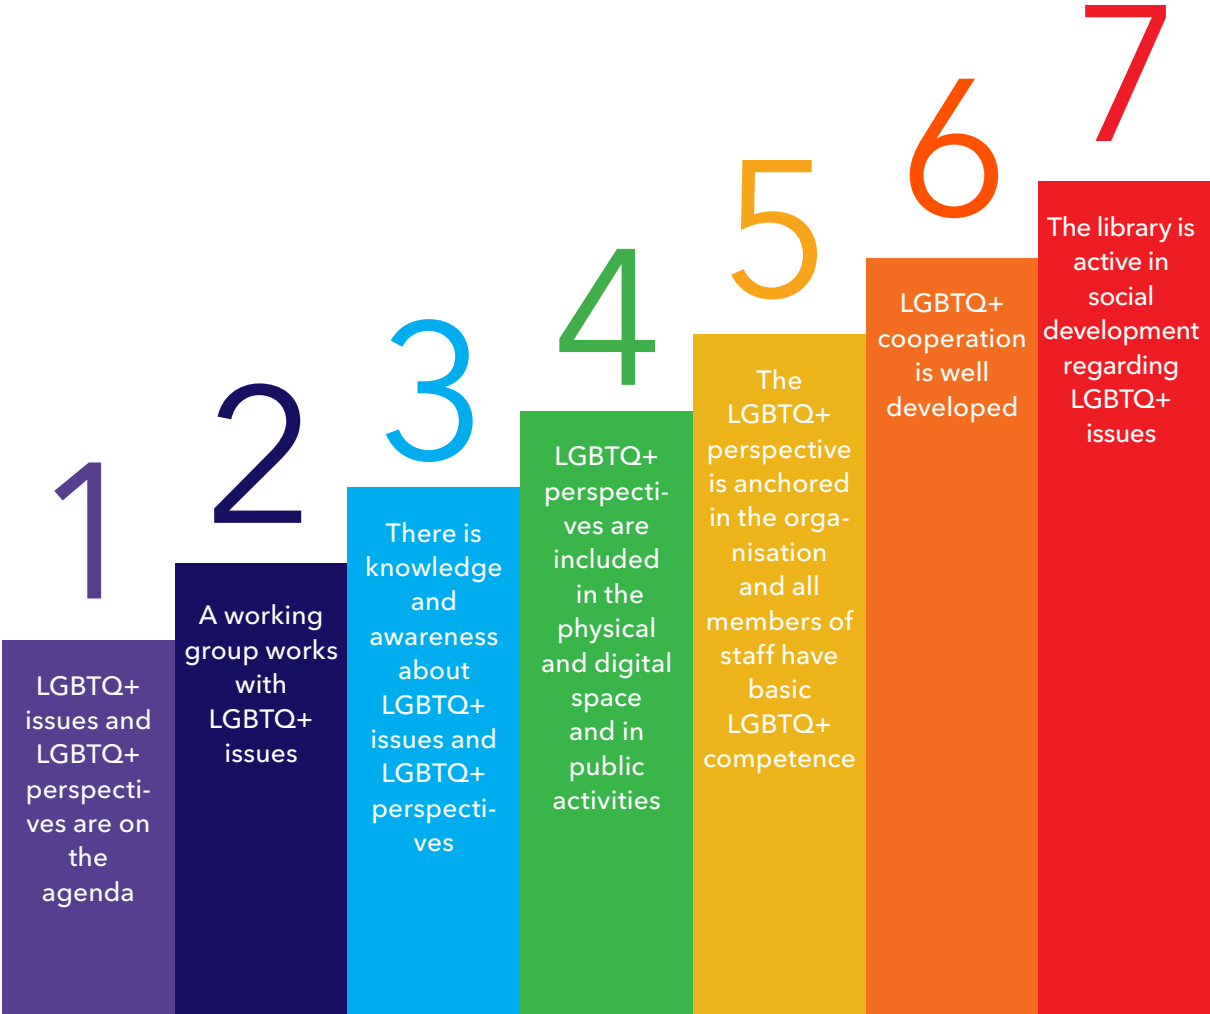 1
LGBTQ+
issues and
LGBTQ+
perspecti-
ves are on
the
agenda
2
A working
group works
with
LGBTQ+
issues
3
There is
knowledge
and
awareness
about
LGBTQ+
issues and
LGBTQ+
perspecti-
ves
4
LGBTQ+
perspecti-
ves are
included
in the
physical
and digital
space
and in
public
activities
5
The
LGBTQ+
perspective
is anchored
in the orga-
nisation
and all
members of
staff have
basic
LGBTQ+
competence
6
LGBTQ+
cooperation
is well
developed
7
The library is
active in
social
development
regarding
LGBTQ+
issues